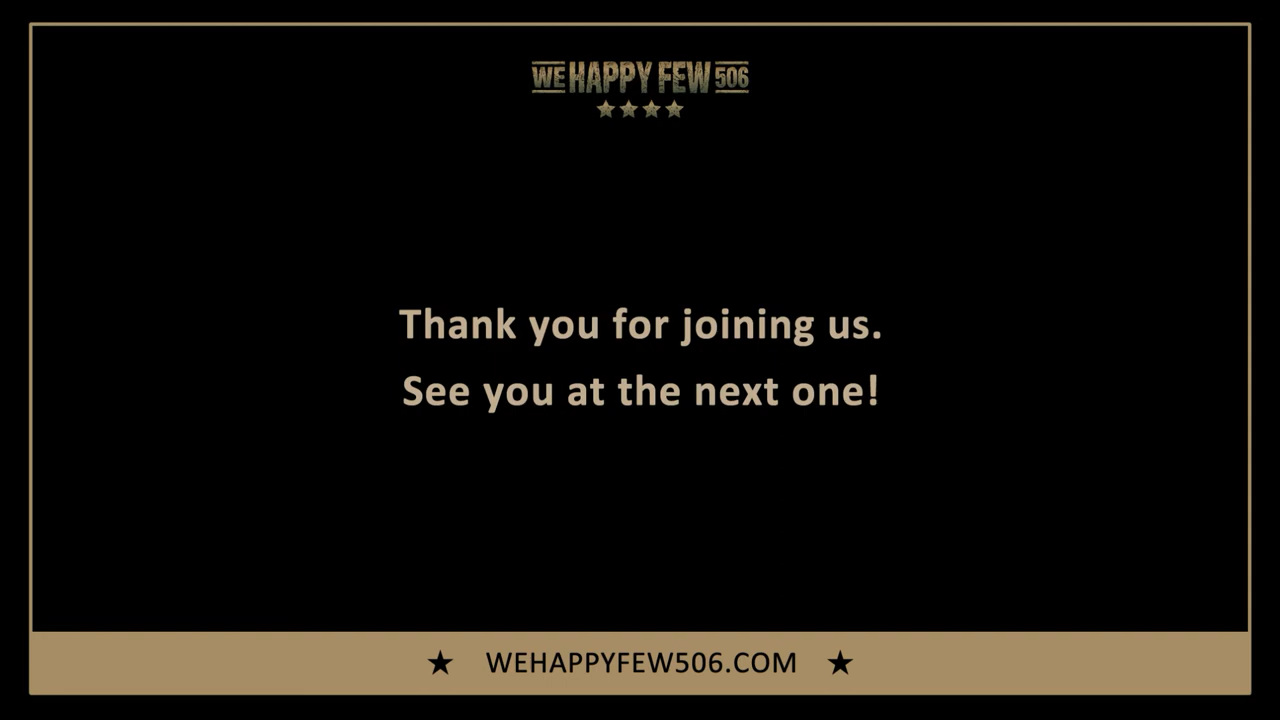 WE HAPPY FEW 506
Thank you for joining us.
See you at the next one!
WEHAPPYFEW506.COM